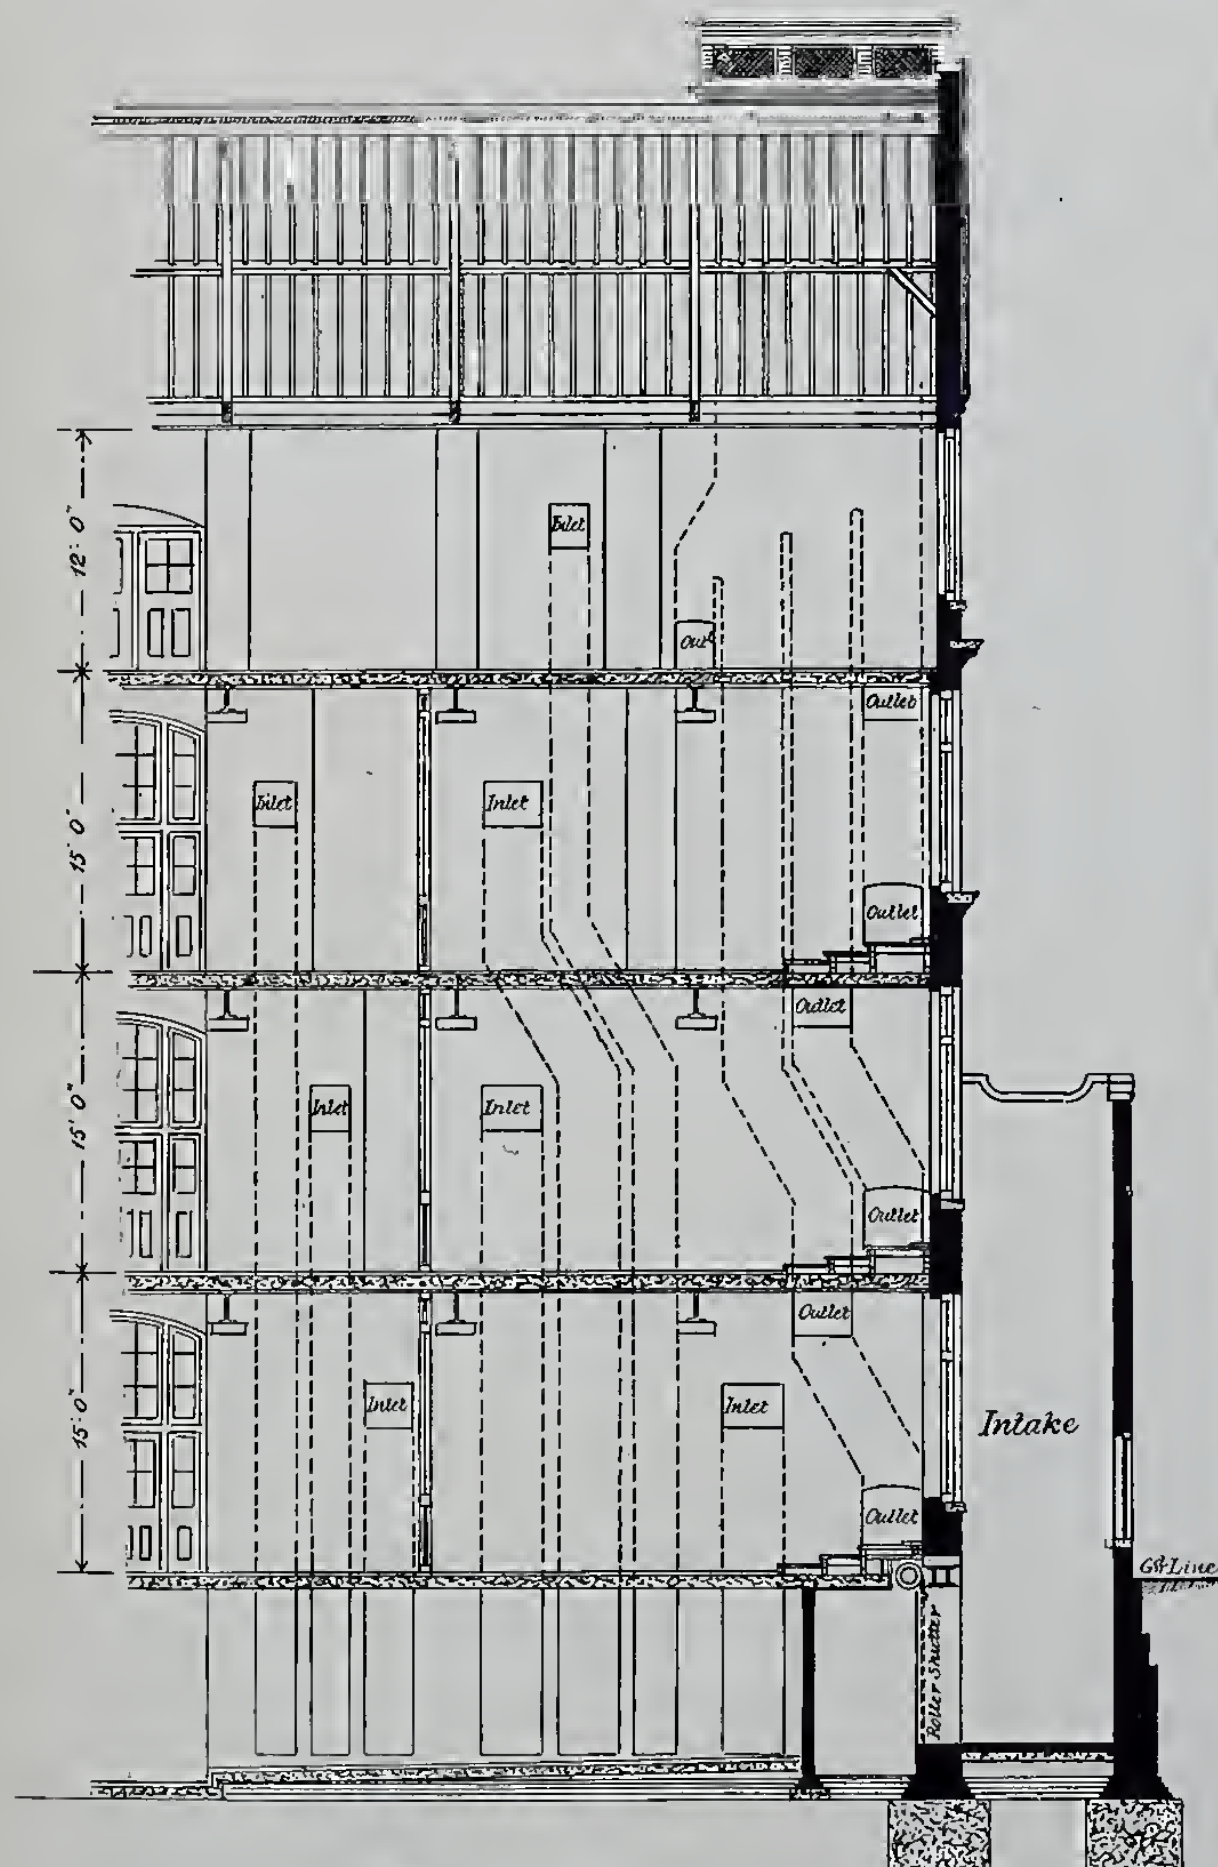 Inlet
12'. 0"
Out^t
Outlet
Inlet
Inlet
15' 0"
Outlet
Outlet
Inlet
Inlet
15' 0"
Outlet
Outlet
Inlet
Inlet
15'. 0"
Intake
Outlet
Gd. Line
Roller Shutter